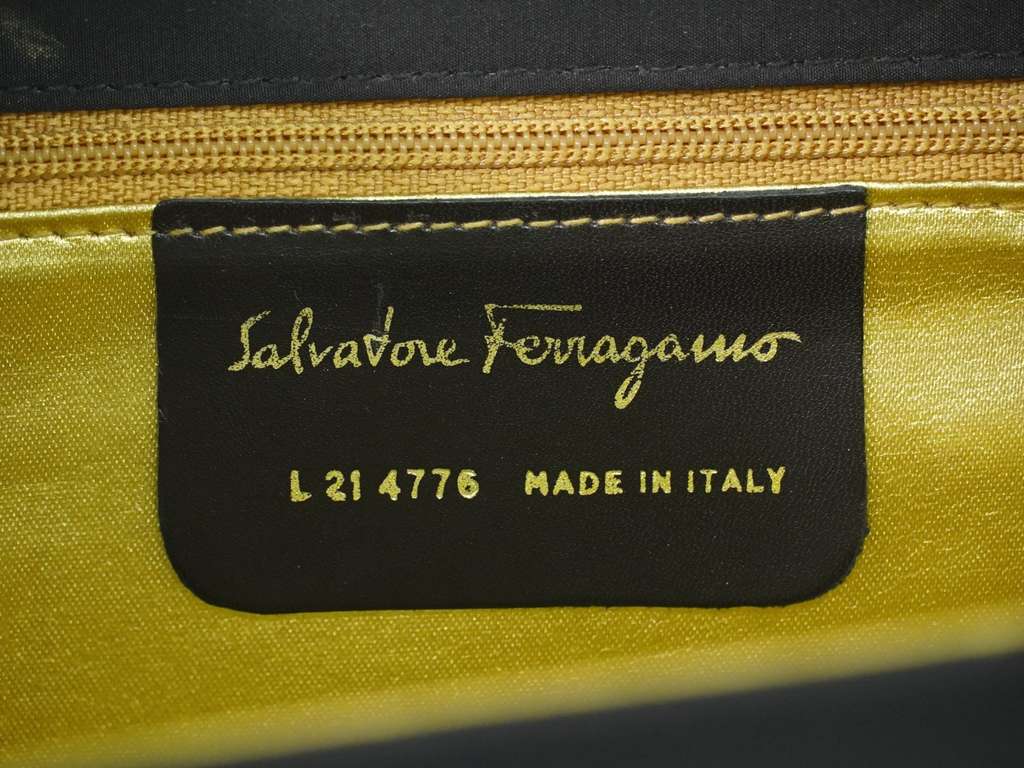 Salvatore Ferragamo
L 21 4776 MADE IN ITALY